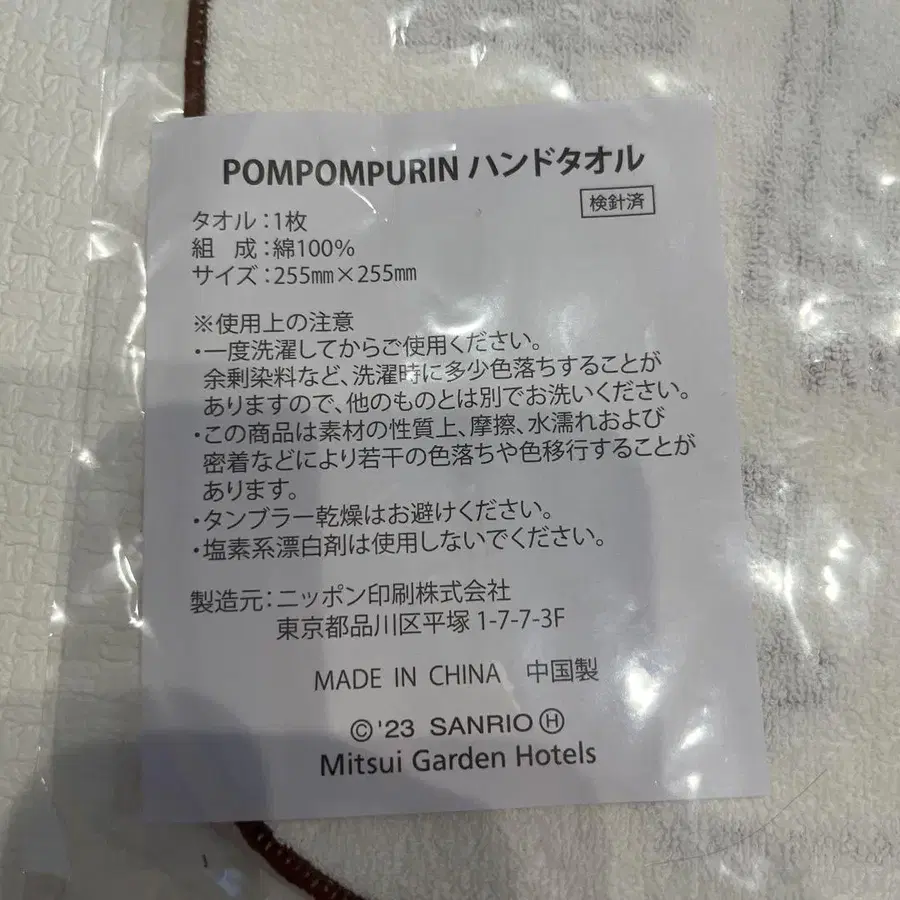 POMPOMPURIN ハンドタオル
検針済
タオル：1枚
組　成：綿100%
サイズ：255㎜×255㎜
※使用上の注意
・一度洗濯してからご使用ください。
余剰染料など、洗濯時に多少色落ちすることが
ありますので、他のものとは別でお洗いください。
・この商品は素材の性質上、摩擦、水濡れおよび
密着などにより若干の色落ちや色移行することが
あります。
・タンブラー乾燥はお避けください。
・塩素系漂白剤は使用しないでください。
製造元：ニッポン印刷株式会社
東京都品川区平塚 1-7-7-3F
MADE IN CHINA　中国製
© '23 SANRIO Ⓗ
Mitsui Garden Hotels